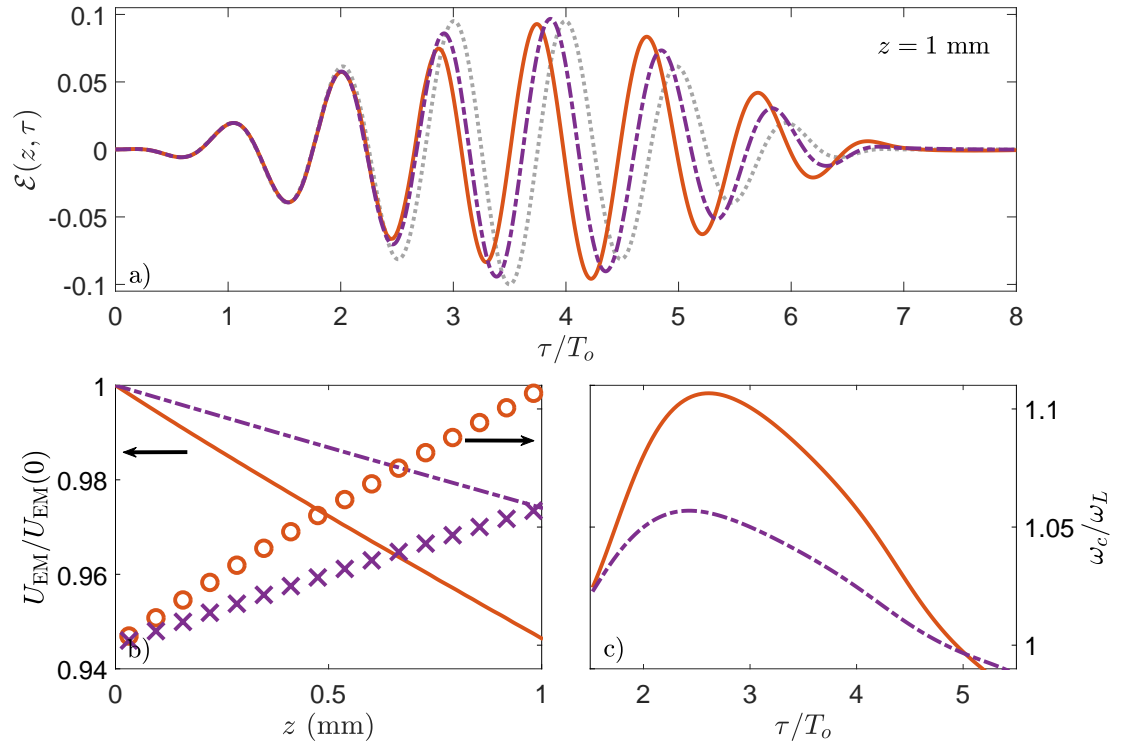 0.1
0.05
0
-0.05
-0.1
ℰ(z, τ)
z = 1 mm
a)
0 1 2 3 4 5 6 7 8
τ/T_o
1
0.98
0.96
0.94
U_EM/U_EM(0)
b)
0 0.5 1
z (mm)
c)
2 3 4 5
τ/T_o
1.1
1.05
1
ω_c/ω_L